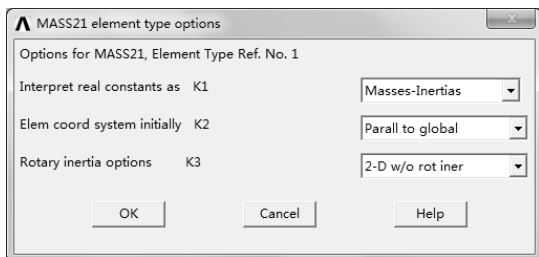 MASS21 element type options
Options for MASS21, Element Type Ref. No. 1
Interpret real constants as K1 Masses-Inertias
Elem coord system initially K2 Parall to global
Rotary inertia options K3 2-D w/o rot iner
OK Cancel Help